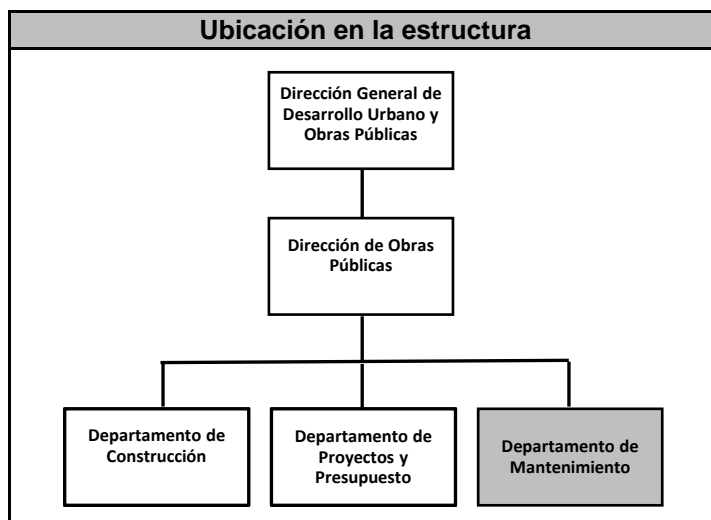 Ubicación en la estructura
Dirección General de
Desarrollo Urbano y
Obras Públicas
Dirección de Obras
Públicas
Departamento de
Construcción
Departamento de
Proyectos y
Presupuesto
Departamento de
Mantenimiento